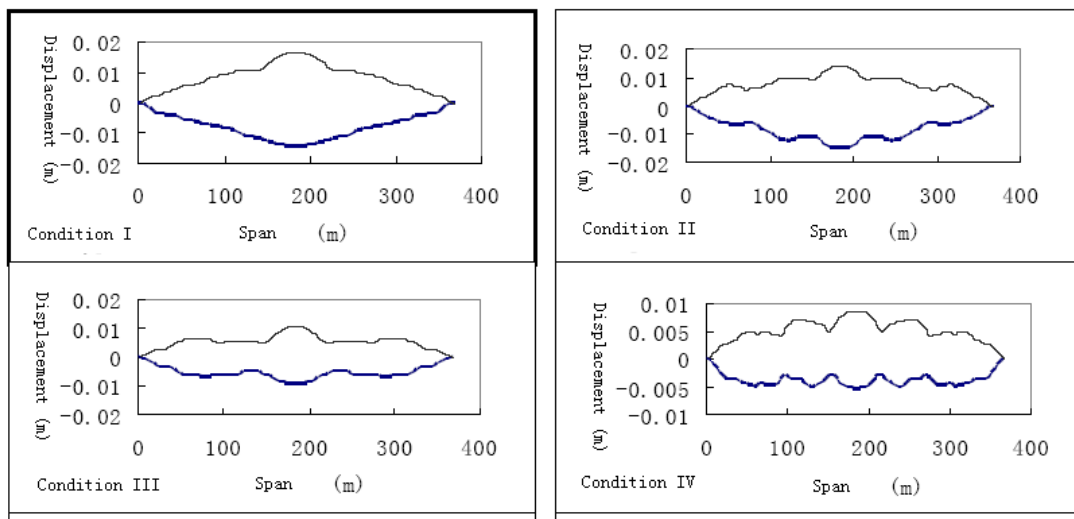 Displacement (m)
0.02
0.01
0
-0.01
-0.02
0 100 200 300 400
Condition I Span (m)
Displacement (m)
0.02
0.01
0
-0.01
-0.02
0 100 200 300 400
Condition II Span (m)
Displacement (m)
0.02
0.01
0
-0.01
-0.02
0 100 200 300 400
Condition III Span (m)
Displacement (m)
0.01
0.005
0
-0.005
-0.01
0 100 200 300 400
Condition IV Span (m)